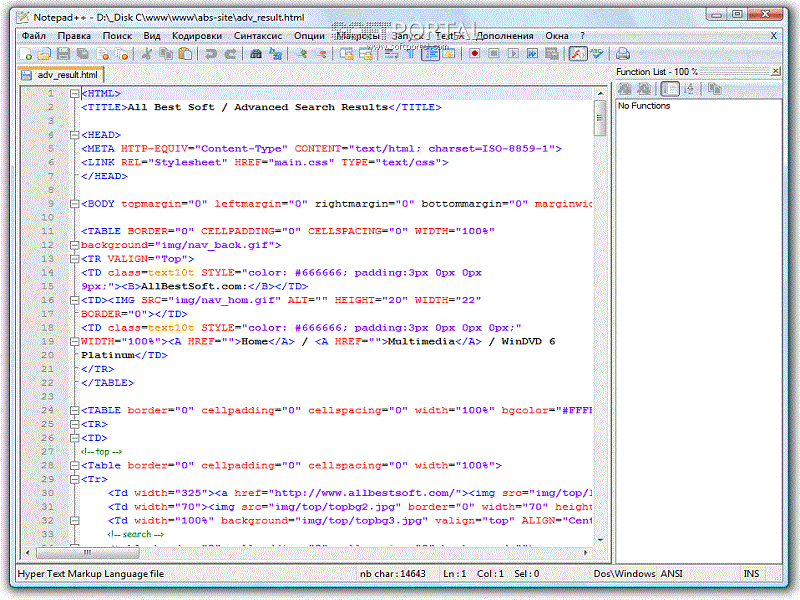 Notepad++ - D:\_Disk C\www\www\abs-site\adv_result.html
SOFTPORTAL
www.softportal.com
Файл Правка Поиск Вид Кодировки Синтаксис Опции Макросы Запуск TextFX Дополнения Окна ? X
adv_result.html
Function List - 100 %
No Functions
1 <HTML>
2 <TITLE>All Best Soft / Advanced Search Results</TITLE>
3
4 <HEAD>
5 <META HTTP-EQUIV="Content-Type" CONTENT="text/html; charset=ISO-8859-1">
6 <LINK REL="Stylesheet" HREF="main.css" TYPE="text/css">
7 </HEAD>
8
9 <BODY topmargin="0" leftmargin="0" rightmargin="0" bottommargin="0" marginwid
10
11 <TABLE BORDER="0" CELLPADDING="0" CELLSPACING="0" WIDTH="100%"
12 background="img/nav_back.gif">
13 <TR VALIGN="Top">
14 <TD class=text10t STYLE="color: #666666; padding:3px 0px 0px
15 9px;"><B>AllBestSoft.com:</B></TD>
16 <TD><IMG SRC="img/nav_hom.gif" ALT="" HEIGHT="20" WIDTH="22"
17 BORDER="0"></TD>
18 <TD class=text10t STYLE="color: #666666; padding:3px 0px 0px 0px;"
19 WIDTH="100%"><A HREF="">Home</A> / <A HREF="">Multimedia</A> / WinDVD 6
20 Platinum</TD>
21 </TR>
22 </TABLE>
23
24 <TABLE border="0" cellpadding="0" cellspacing="0" width="100%" bgcolor="#FFFF
25 <TR>
26 <TD>
27 <!-- top -->
28 <Table border="0" cellpadding="0" cellspacing="0" width="100%">
29 <Tr>
30 <Td width="325"><a href="http://www.allbestsoft.com/"><img src="img/top/
31 <Td width="70"><img src="img/top/topbg2.jpg" border="0" width="70" height
32 <Td width="100%" background="img/top/topbg3.jpg" valign="top" ALIGN="Cent
33 <!-- search -->
Hyper Text Markup Language file nb char : 14643 Ln : 1 Col : 1 Sel : 0 Dos\Windows ANSI INS